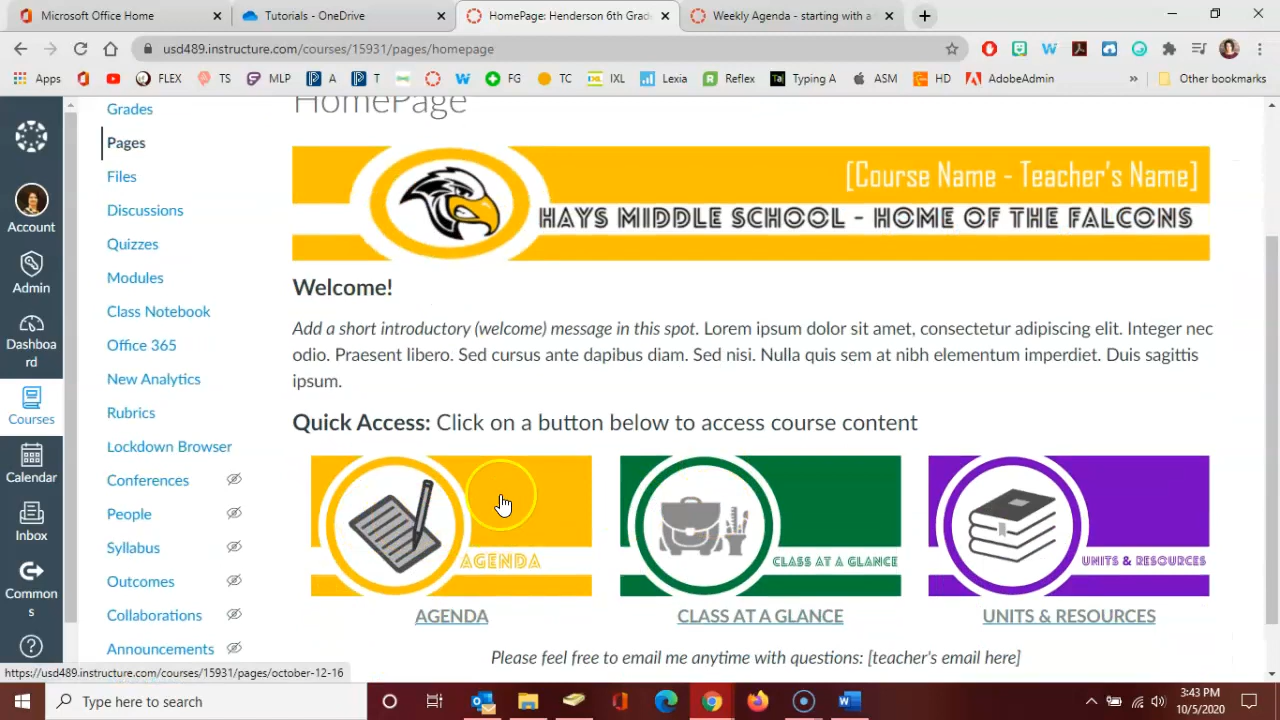 Microsoft Office Home
Tutorials - OneDrive
HomePage: Henderson 6th Grad
Weekly Agenda - starting with a
usd489.instructure.com/courses/15931/pages/homepage
Apps FLEX TS MLP A T W FG TC IXL Lexia Reflex Typing A ASM HD AdobeAdmin » Other bookmarks
Account
Admin
Dashboa
rd
Courses
Calendar
Inbox
Common
s
Grades
Pages
Files
Discussions
Quizzes
Modules
Class Notebook
Office 365
New Analytics
Rubrics
Lockdown Browser
Conferences
People
Syllabus
Outcomes
Collaborations
Announcements
HomePage
[Course Name - Teacher's Name]
HAYS MIDDLE SCHOOL - HOME OF THE FALCONS
Welcome!
Add a short introductory (welcome) message in this spot. Lorem ipsum dolor sit amet, consectetur adipiscing elit. Integer nec
odio. Praesent libero. Sed cursus ante dapibus diam. Sed nisi. Nulla quis sem at nibh elementum imperdiet. Duis sagittis
ipsum.
Quick Access: Click on a button below to access course content
AGENDA
CLASS AT A GLANCE
UNITS & RESOURCES
AGENDA
CLASS AT A GLANCE
UNITS & RESOURCES
Please feel free to email me anytime with questions: [teacher's email here]
https://usd489.instructure.com/courses/15931/pages/october-12-16
Type here to search
3:43 PM
10/5/2020